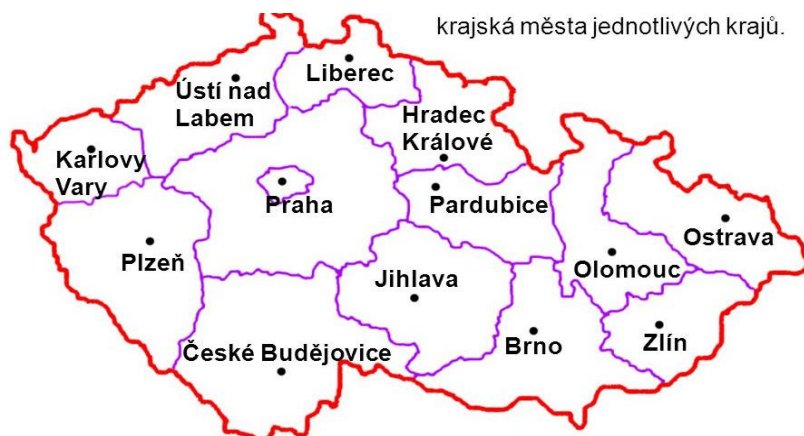 krajská města jednotlivých krajů.
Liberec
Ústí nad
Labem
Hradec
Králové
Karlovy
Vary
Praha
Pardubice
Ostrava
Plzeň
Olomouc
Jihlava
České Budějovice
Brno
Zlín